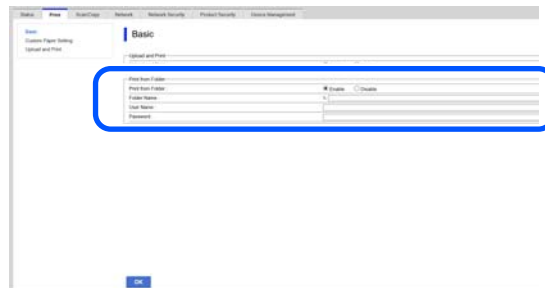 Status Print Scan/Copy Network Network Security Product Security Device Management
Basic
Custom Paper Setting
Upload and Print
Basic
Upload and Print
Print from Folder
Print from Folder : Enable Disable
Folder Name : \\
User Name :
Password :
OK